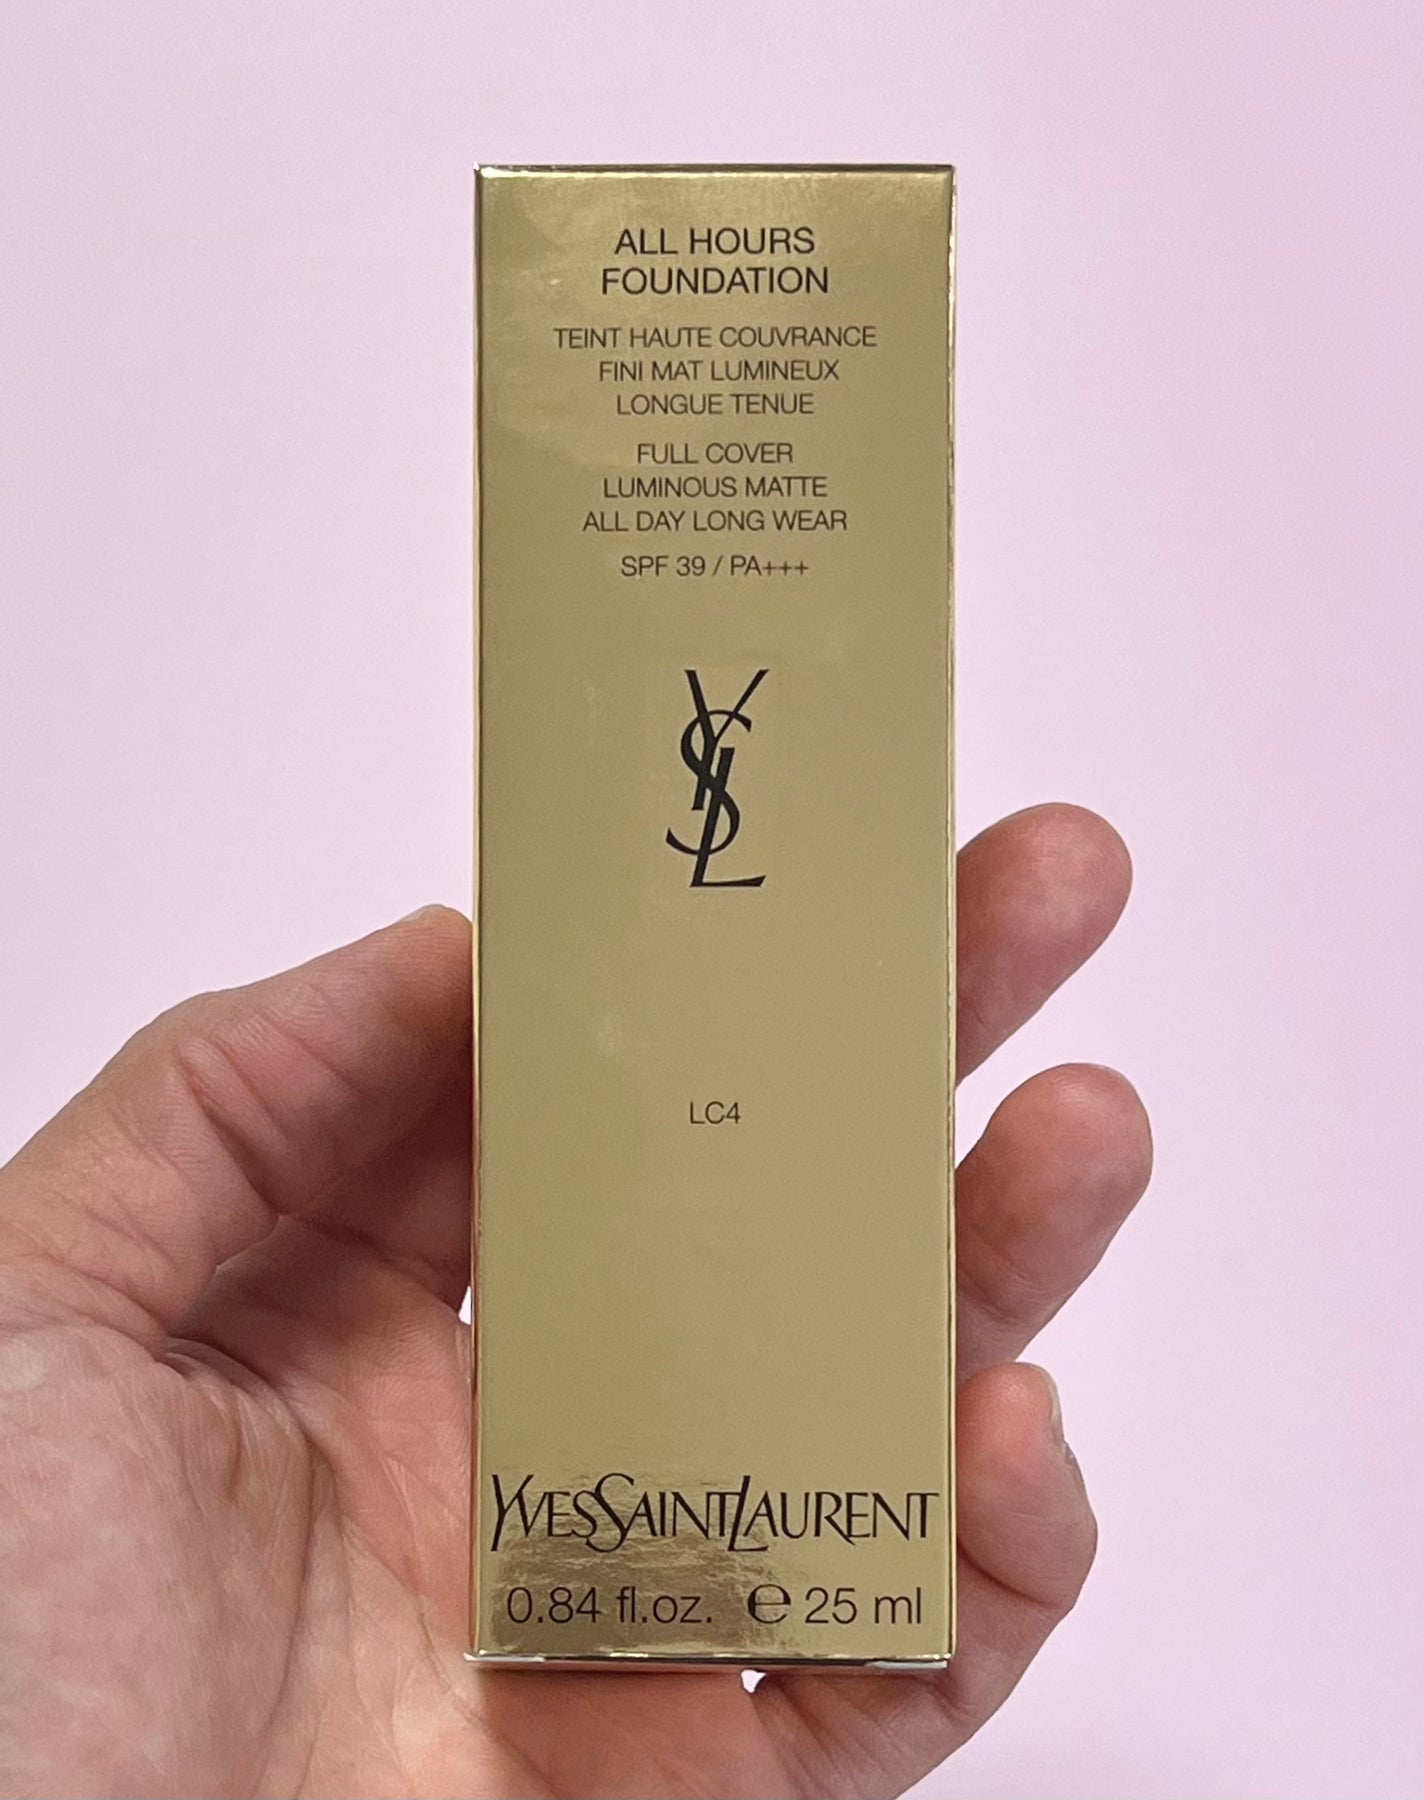 ALL HOURS
FOUNDATION
TEINT HAUTE COUVRANCE
FINI MAT LUMINEUX
LONGUE TENUE
FULL COVER
LUMINOUS MATTE
ALL DAY LONG WEAR
SPF 39 / PA+++
YSL
LC4
YVESSAINTLAURENT
0.84 fl.oz. ℮ 25 ml